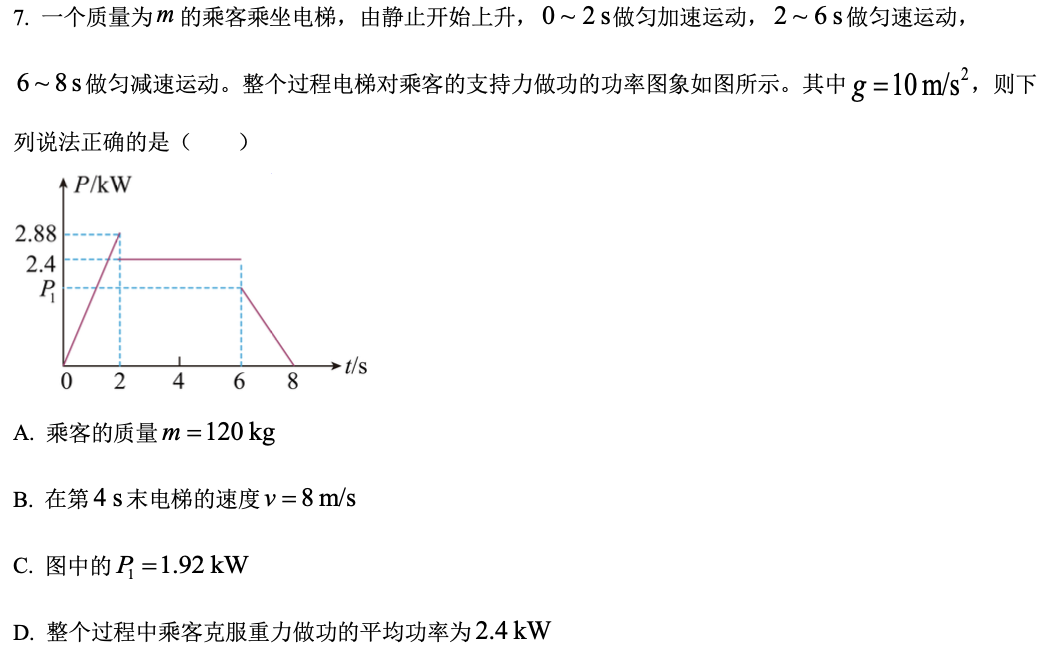 7. 一个质量为 m 的乘客乘坐电梯，由静止开始上升，0 ~ 2 s做匀加速运动，2 ~ 6 s做匀速运动，
6 ~ 8 s做匀减速运动。整个过程电梯对乘客的支持力做功的功率图象如图所示。其中 g = 10 m/s²，则下
列说法正确的是（　　）
P/kW
2.88
2.4
P₁
0 2 4 6 8 t/s
A. 乘客的质量 m = 120 kg
B. 在第 4 s 末电梯的速度 v = 8 m/s
C. 图中的 P₁ = 1.92 kW
D. 整个过程中乘客克服重力做功的平均功率为 2.4 kW